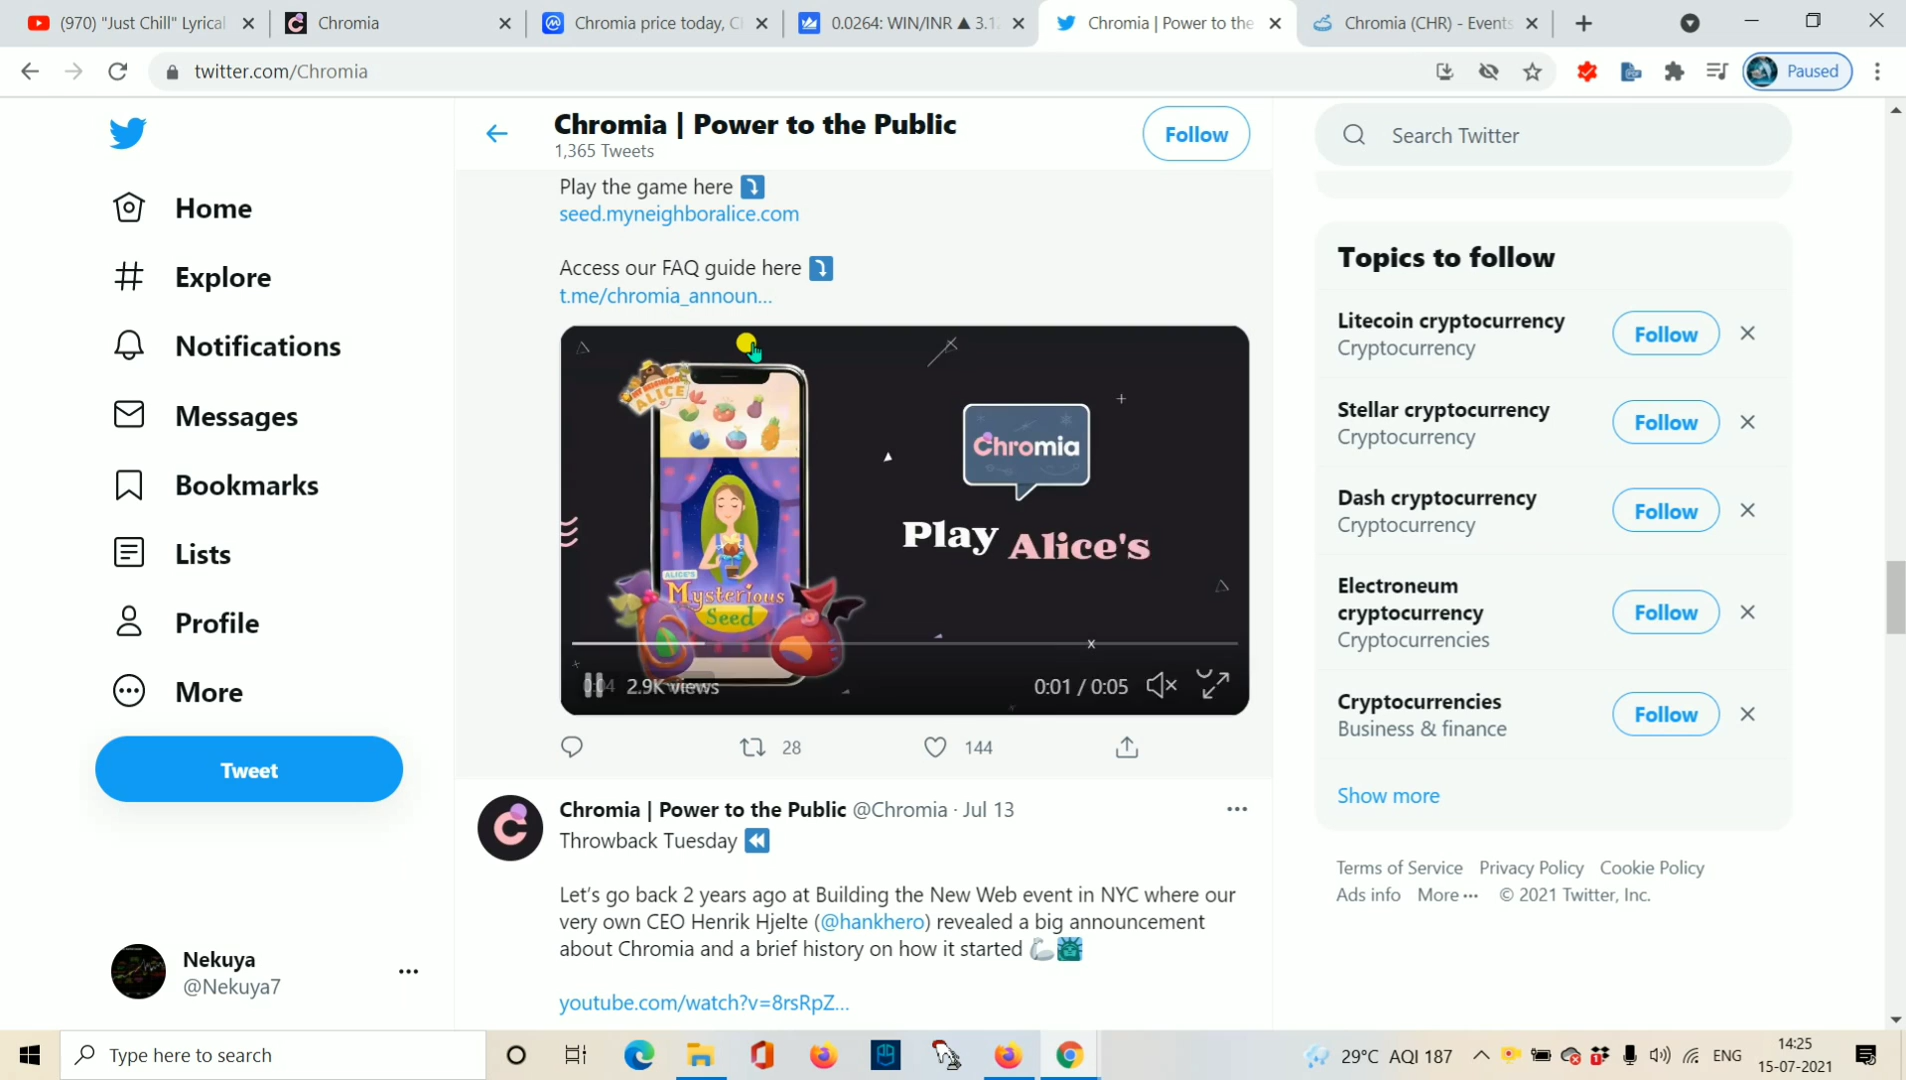 (970) "Just Chill" Lyrical
Chromia
Chromia price today, C
0.0264: WIN/INR ▲ 3.1
Chromia | Power to the
Chromia (CHR) - Events
twitter.com/Chromia
Paused
Home
Explore
Notifications
Messages
Bookmarks
Lists
Profile
More
Tweet
Nekuya
@Nekuya7
Chromia | Power to the Public
1,365 Tweets
Follow
Play the game here
seed.myneighboralice.com
Access our FAQ guide here
t.me/chromia_announ...
MY NEIGHBOR
ALICE
ALICE'S
Mysterious
Seed
Chromia
Play Alice's
0:04
2.9K views
0:01 / 0:05
28
144
Chromia | Power to the Public @Chromia · Jul 13
Throwback Tuesday
Let's go back 2 years ago at Building the New Web event in NYC where our
very own CEO Henrik Hjelte (@hankhero) revealed a big announcement
about Chromia and a brief history on how it started
youtube.com/watch?v=8rsRpZ...
Search Twitter
Topics to follow
Litecoin cryptocurrency
Cryptocurrency
Follow
Stellar cryptocurrency
Cryptocurrency
Follow
Dash cryptocurrency
Cryptocurrency
Follow
Electroneum
cryptocurrency
Cryptocurrencies
Follow
Cryptocurrencies
Business & finance
Follow
Show more
Terms of Service Privacy Policy Cookie Policy
Ads info More ··· © 2021 Twitter, Inc.
Type here to search
29°C AQI 187
ENG
14:25
15-07-2021